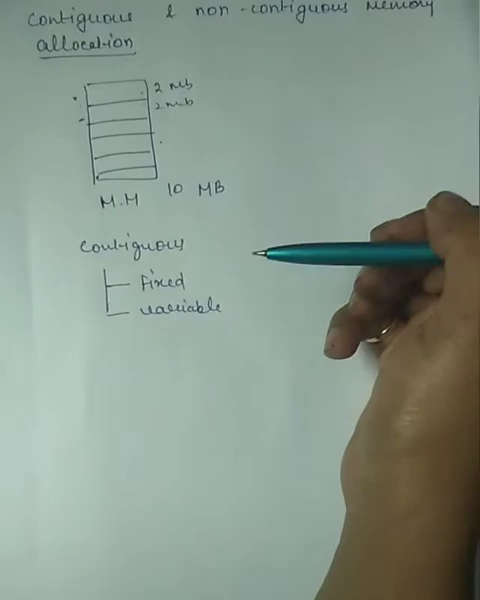 contiguous & non-contiguous Memory
allocation
2 mb
2 mb
M.M 10 MB
contiguous
fixed
variable